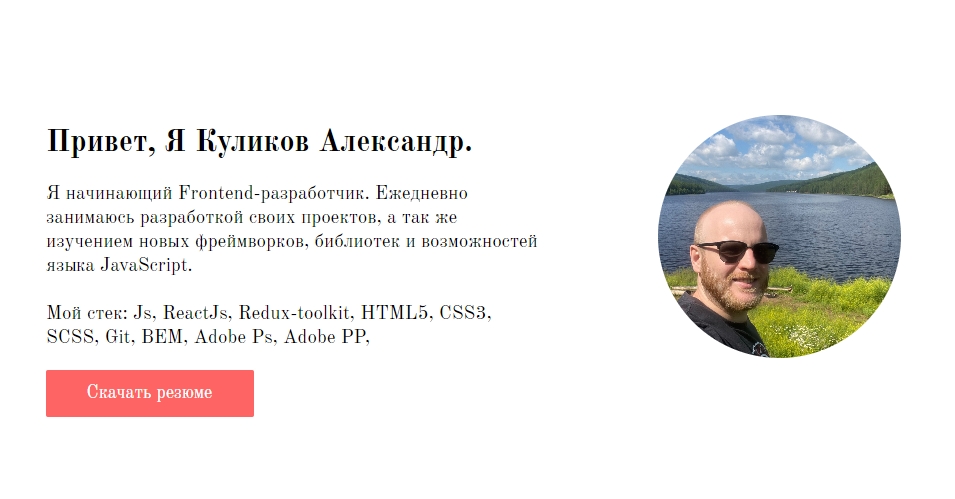 Привет, Я Куликов Александр.
Я начинающий Frontend-разработчик. Ежедневно
занимаюсь разработкой своих проектов, а так же
изучением новых фреймворков, библиотек и возможностей
языка JavaScript.
Мой стек: Js, ReactJs, Redux-toolkit, HTML5, CSS3,
SCSS, Git, BEM, Adobe Ps, Adobe PP,
Скачать резюме